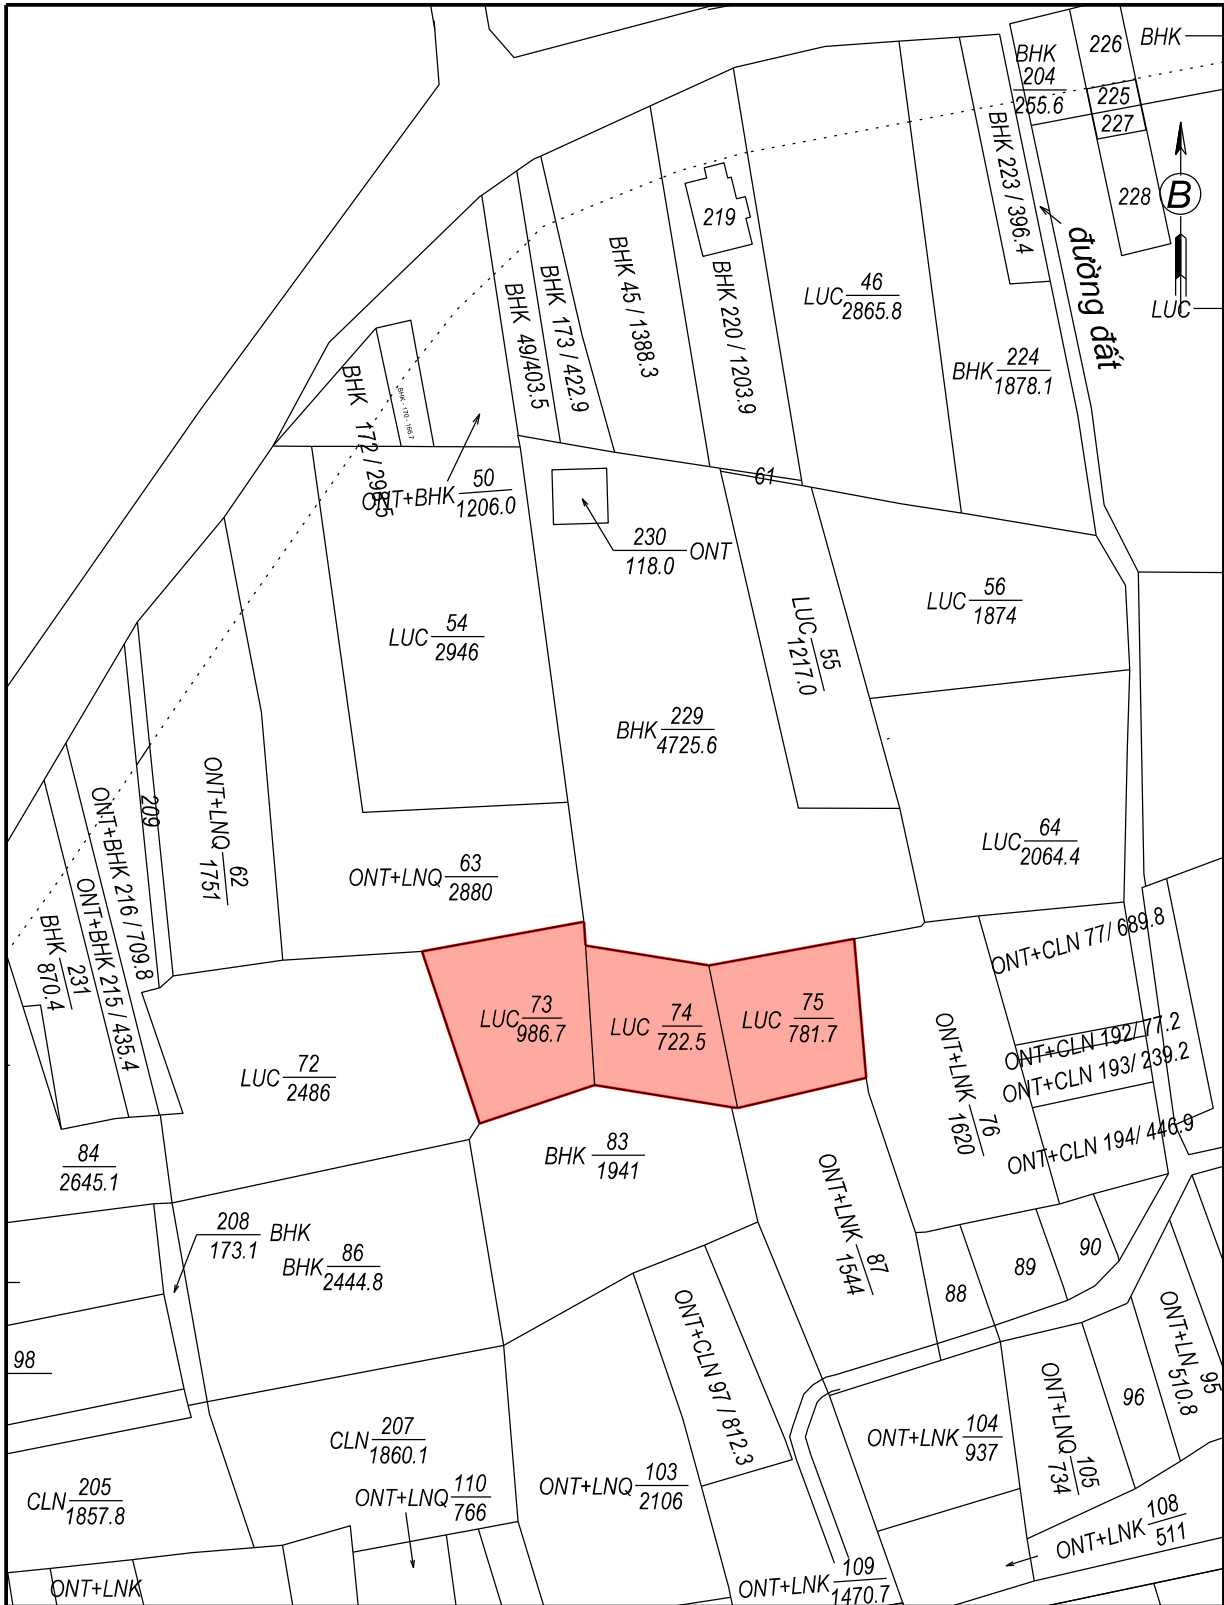 226
BHK
BHK
204
255.6
225
227
228
B
LUC
đường đất
BHK 223 / 396.4
219
BHK 220 / 1203.9
LUC 46
2865.8
BHK 224
1878.1
BHK 45 / 1388.3
BHK 173 / 422.9
BHK 49/403.5
BHK 172 / 296.5
BHK - 170 - 166.7
ONT+BHK 50
1206.0
61
230
118.0
ONT
LUC 56
1874
LUC 54
2946
LUC 55
1217.0
BHK 229
4725.6
LUC 64
2064.4
ONT+LNQ 63
2880
ONT+LNQ 62
1751
209
ONT+BHK 216 / 709.8
ONT+BHK 215 / 435.4
BHK 231
870.4
LUC 73
986.7
LUC 74
722.5
LUC 75
781.7
LUC 72
2486
ONT+CLN 77/ 689.8
ONT+CLN 192/ 77.2
ONT+CLN 193/ 239.2
ONT+CLN 194/ 446.9
ONT+LNK 76
1620
BHK 83
1941
84
2645.1
ONT+LNK 87
1544
208
173.1
BHK
BHK 86
2444.8
88
89
90
98
ONT+CLN 97 / 812.3
ONT+LN 95
510.8
96
ONT+LNQ 105
734
ONT+LNK 104
937
CLN 207
1860.1
ONT+LNQ 110
766
ONT+LNQ 103
2106
CLN 205
1857.8
ONT+LNK 108
511
ONT+LNK 109
1470.7
ONT+LNK